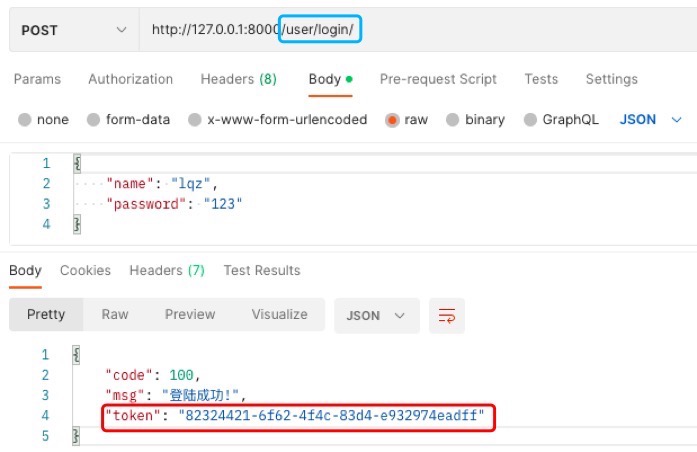 POST http://127.0.0.1:8000/user/login/
Params Authorization Headers (8) Body Pre-request Script Tests Settings
none form-data x-www-form-urlencoded raw binary GraphQL JSON
1 {
2 ···· "name": "lqz",
3 ···· "password": "123"
4 }
Body Cookies Headers (7) Test Results
Pretty Raw Preview Visualize JSON
1 {
2 "code": 100,
3 "msg": "登陆成功!",
4 "token": "82324421-6f62-4f4c-83d4-e932974eadff"
5 }